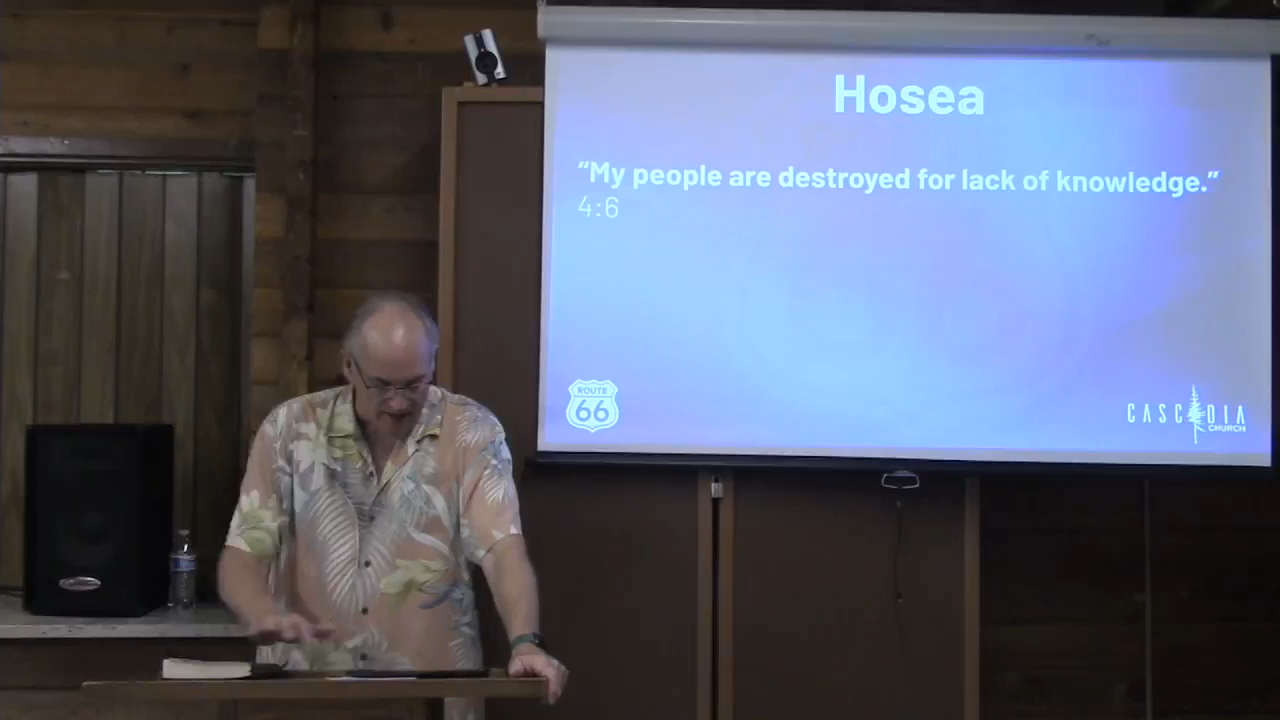 Hosea
“My people are destroyed for lack of knowledge.”
4:6
ROUTE
66
CASCADIA
CHURCH